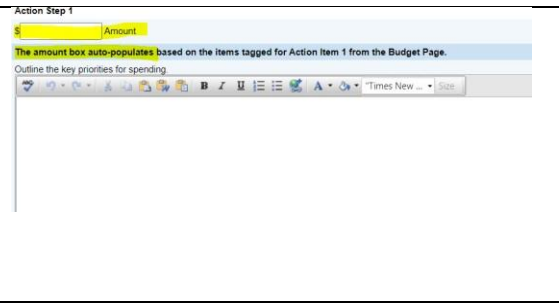 Action Step 1
$ Amount
The amount box auto-populates based on the items tagged for Action Item 1 from the Budget Page.
Outline the key priorities for spending
B I U A "Times New ... Size